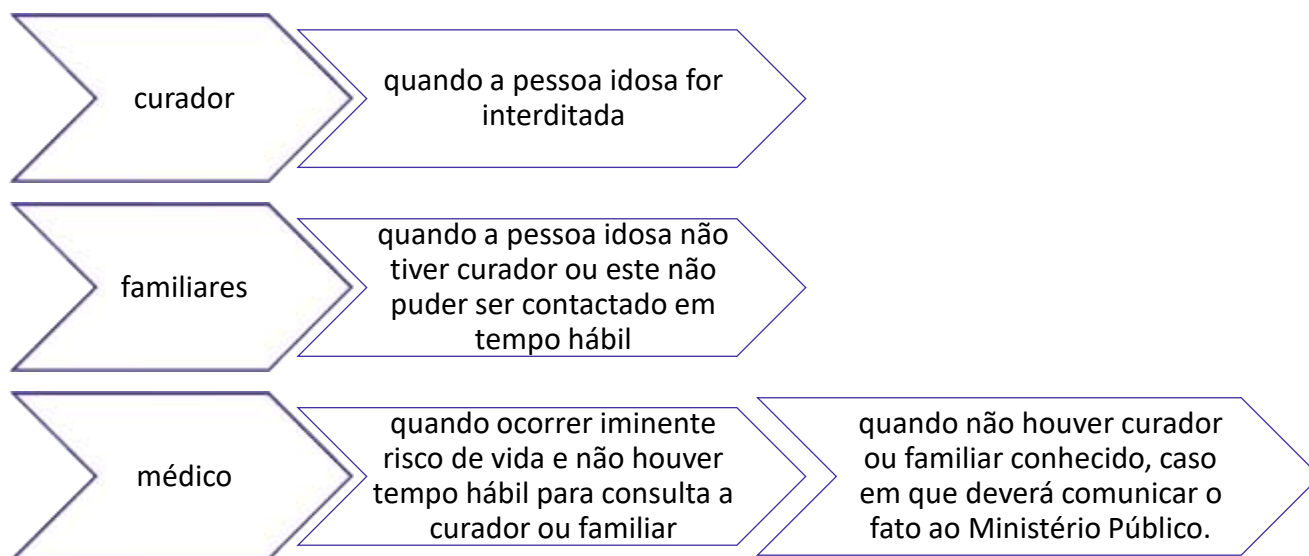 curador
quando a pessoa idosa for
interditada
familiares
quando a pessoa idosa não
tiver curador ou este não
puder ser contactado em
tempo hábil
médico
quando ocorrer iminente
risco de vida e não houver
tempo hábil para consulta a
curador ou familiar
quando não houver curador
ou familiar conhecido, caso
em que deverá comunicar o
fato ao Ministério Público.